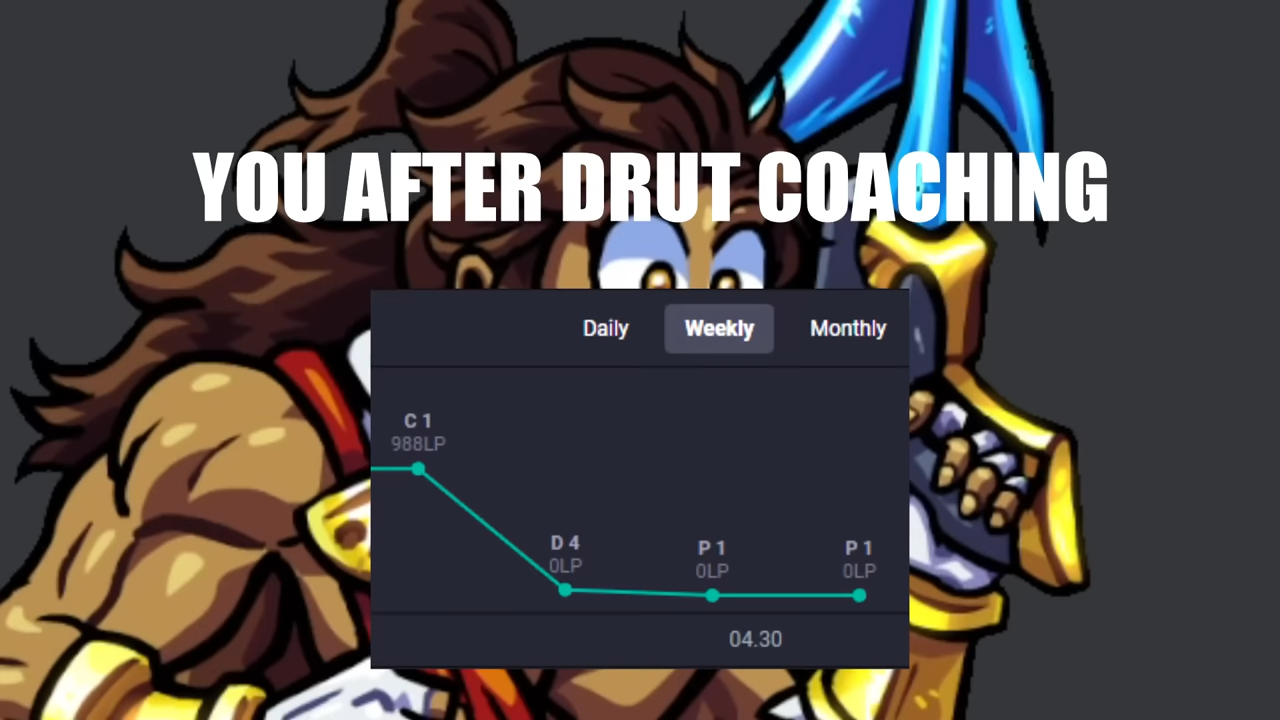 YOU AFTER DRUT COACHING
Daily Weekly Monthly
C 1
988LP
D 4
0LP
P 1
0LP
P 1
0LP
04.30